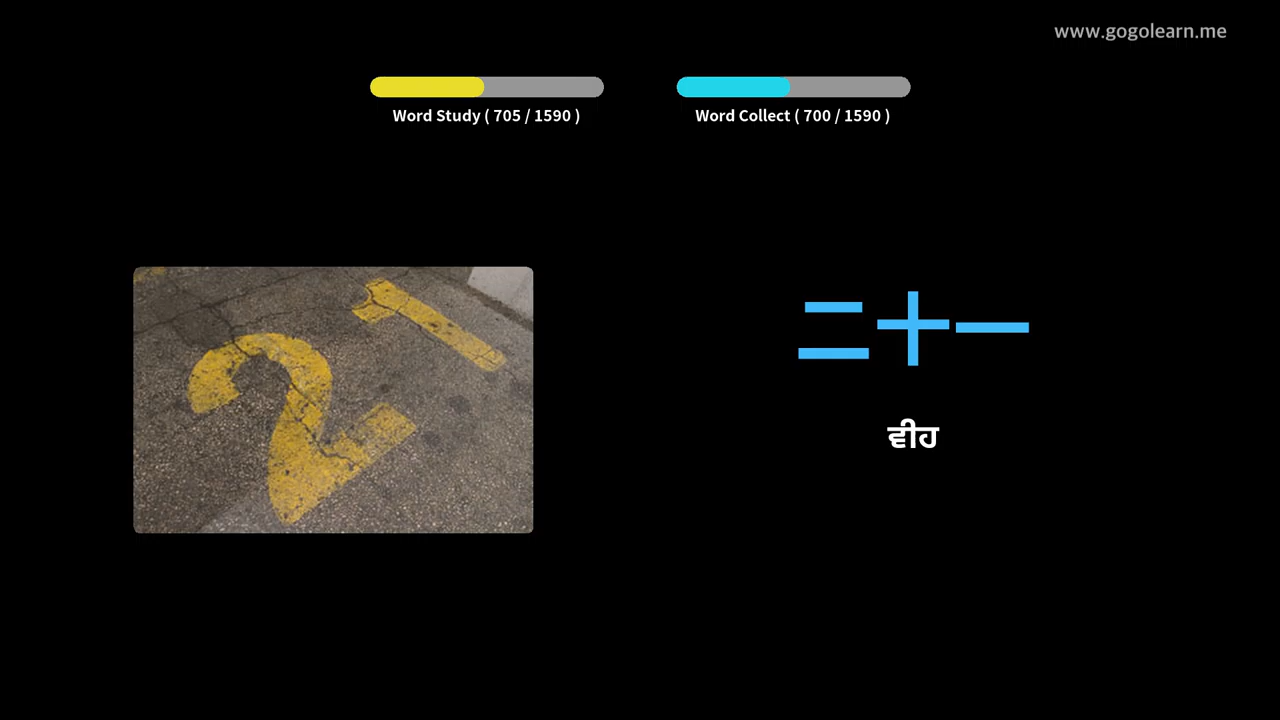 www.gogolearn.me
Word Study ( 705 / 1590 )
Word Collect ( 700 / 1590 )
21
二十一
ਵੀਹ